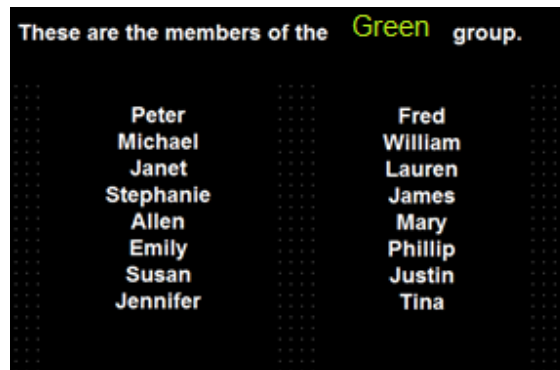 These are the members of the Green group.
Peter Fred
Michael William
Janet Lauren
Stephanie James
Allen Mary
Emily Phillip
Susan Justin
Jennifer Tina